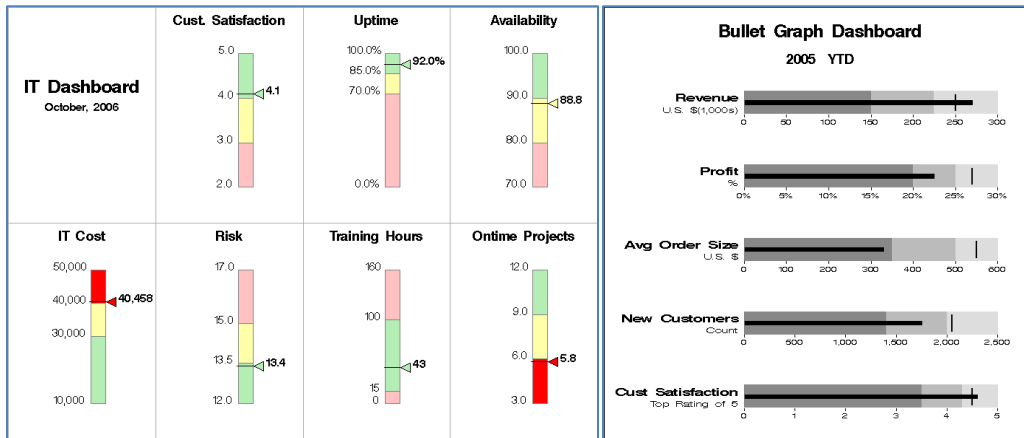 IT Dashboard
October, 2006
Cust. Satisfaction
5.0
4.0
3.0
2.0
4.1
Uptime
100.0%
85.0%
70.0%
0.0%
92.0%
Availability
100.0
90.0
80.0
70.0
88.8
IT Cost
50,000
40,000
30,000
10,000
40,458
Risk
17.0
15.0
13.5
12.0
13.4
Training Hours
160
100
15
0
43
Ontime Projects
12.0
9.0
6.0
3.0
5.8
Bullet Graph Dashboard
2005 YTD
Revenue
U.S. $(1,000s)
0 50 100 150 200 225 250 300
Profit
%
0% 5% 10% 15% 20% 25% 30%
Avg Order Size
U.S. $
0 100 200 300 400 500 600
New Customers
Count
0 500 1,000 1,500 2,000 2,500
Cust Satisfaction
Top Rating of 5
0 1 2 3 4 5